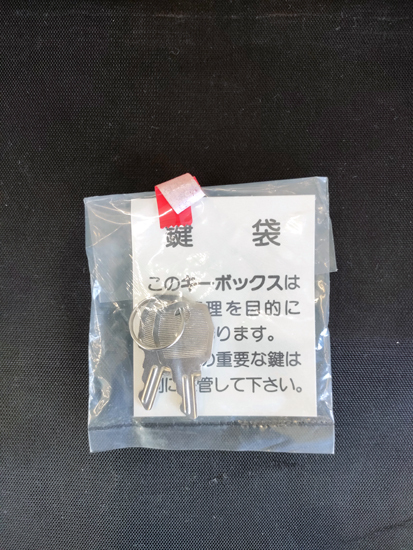 鍵 袋
このキー・ボックスは
理を目的に
ります。
の重要な鍵は
管して下さい。